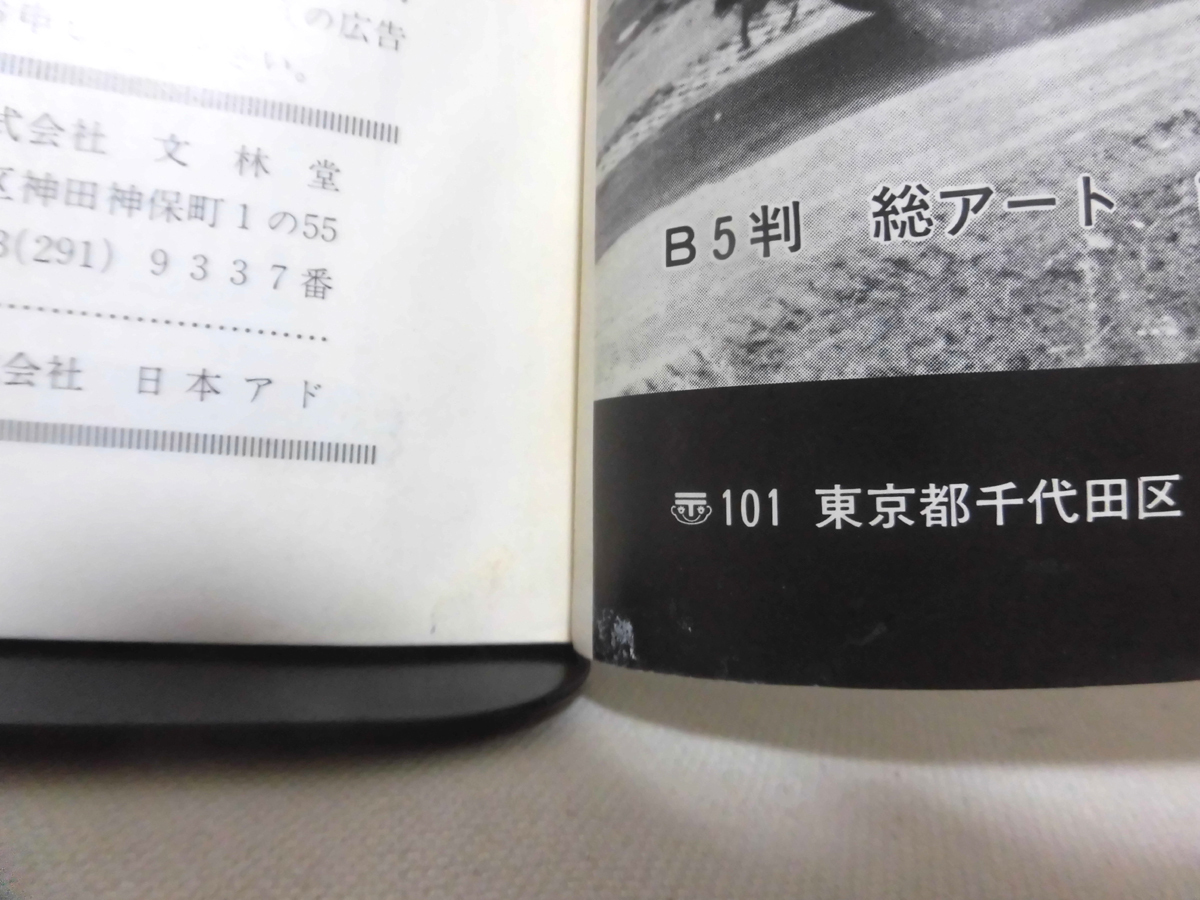 の広告
い。
式会社 文林堂
区神田神保町1の55
3(291) 9337番
会社 日本アド
B5判 総アート
〒101 東京都千代田区